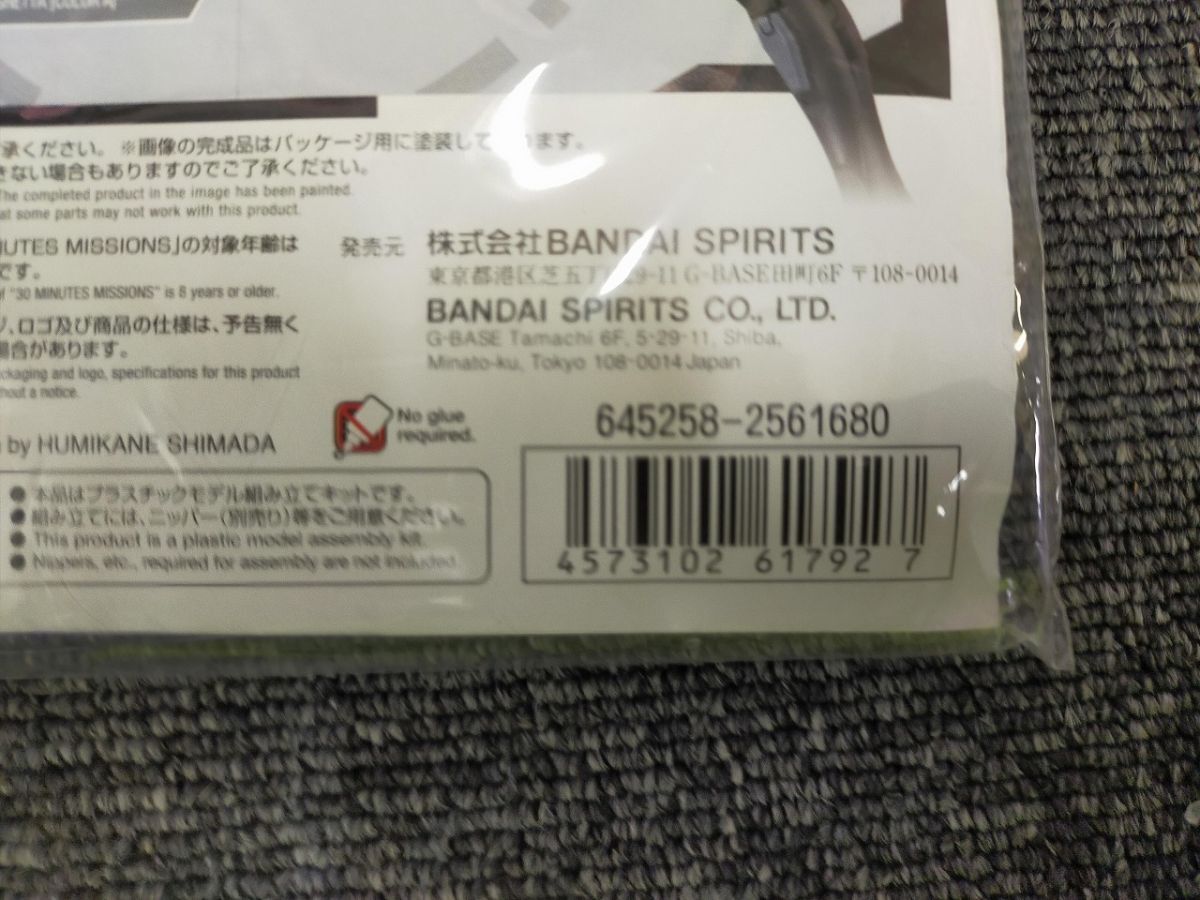 [COLOR A]
承ください。 ※画像の完成品はパッケージ用に塗装して ります。
きない場合もありますのでご了承ください。
The completed product in the image has been painted.
at some parts may not work with this product.
NUTES MISSIONS」の対象年齢は
です。
of "30 MINUTES MISSIONS" is 8 years or older.
ジ、ロゴ及び商品の仕様は、予告無く
場合があります。
ackaging and logo, specifications for this product
hout a notice.
by HUMIKANE SHIMADA
発売元 株式会社BANDAI SPIRITS
東京都港区芝五丁 29-11 G-BASE田町6F 〒108-0014
BANDAI SPIRITS CO., LTD.
G-BASE Tamachi 6F, 5-29-11, Shiba,
Minato-ku, Tokyo 108-0014 Japan
No glue
required.
645258-2561680
● 本品はプラスチックモデル組み立てキットです。
● 組み立てには、ニッパー(別売り)等をご用意ください。
● This product is a plastic model assembly kit.
● Nippers, etc., required for assembly are not included.
4573102 617927